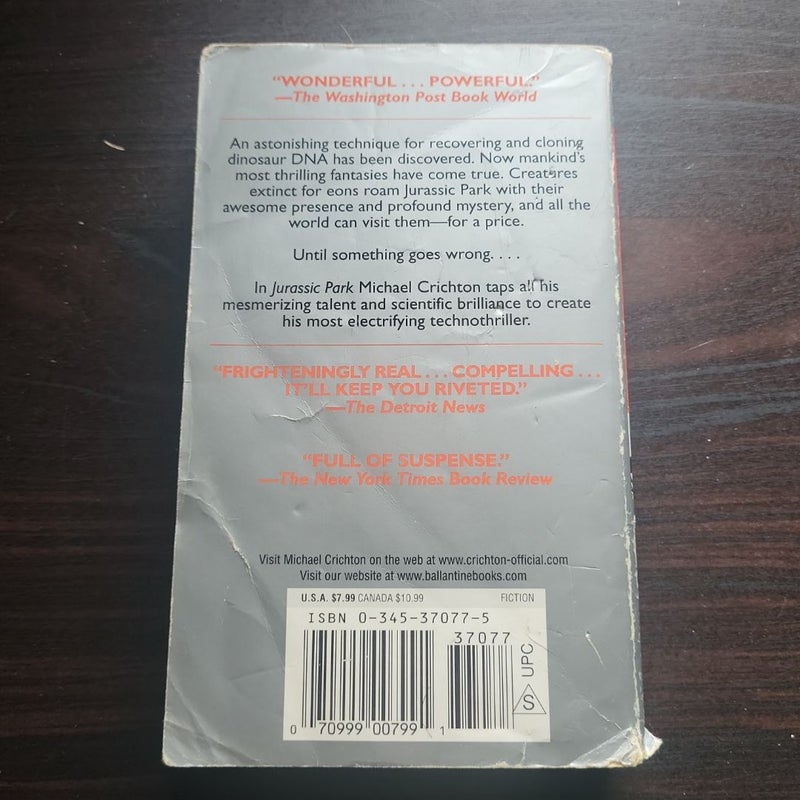 "WONDERFUL . . . POWERFUL."
—The Washington Post Book World
An astonishing technique for recovering and cloning
dinosaur DNA has been discovered. Now mankind's
most thrilling fantasies have come true. Creatures
extinct for eons roam Jurassic Park with their
awesome presence and profound mystery, and all the
world can visit them—for a price.
Until something goes wrong. . . .
In Jurassic Park Michael Crichton taps all his
mesmerizing talent and scientific brilliance to create
his most electrifying technothriller.
"FRIGHTENINGLY REAL . . . COMPELLING . . .
IT'LL KEEP YOU RIVETED."
—The Detroit News
"FULL OF SUSPENSE."
—The New York Times Book Review
Visit Michael Crichton on the web at www.crichton-official.com
Visit our website at www.ballantinebooks.com
U.S.A. $7.99 CANADA $10.99 FICTION
ISBN 0-345-37077-5
37077
UPC
S
0 70999 00799 1